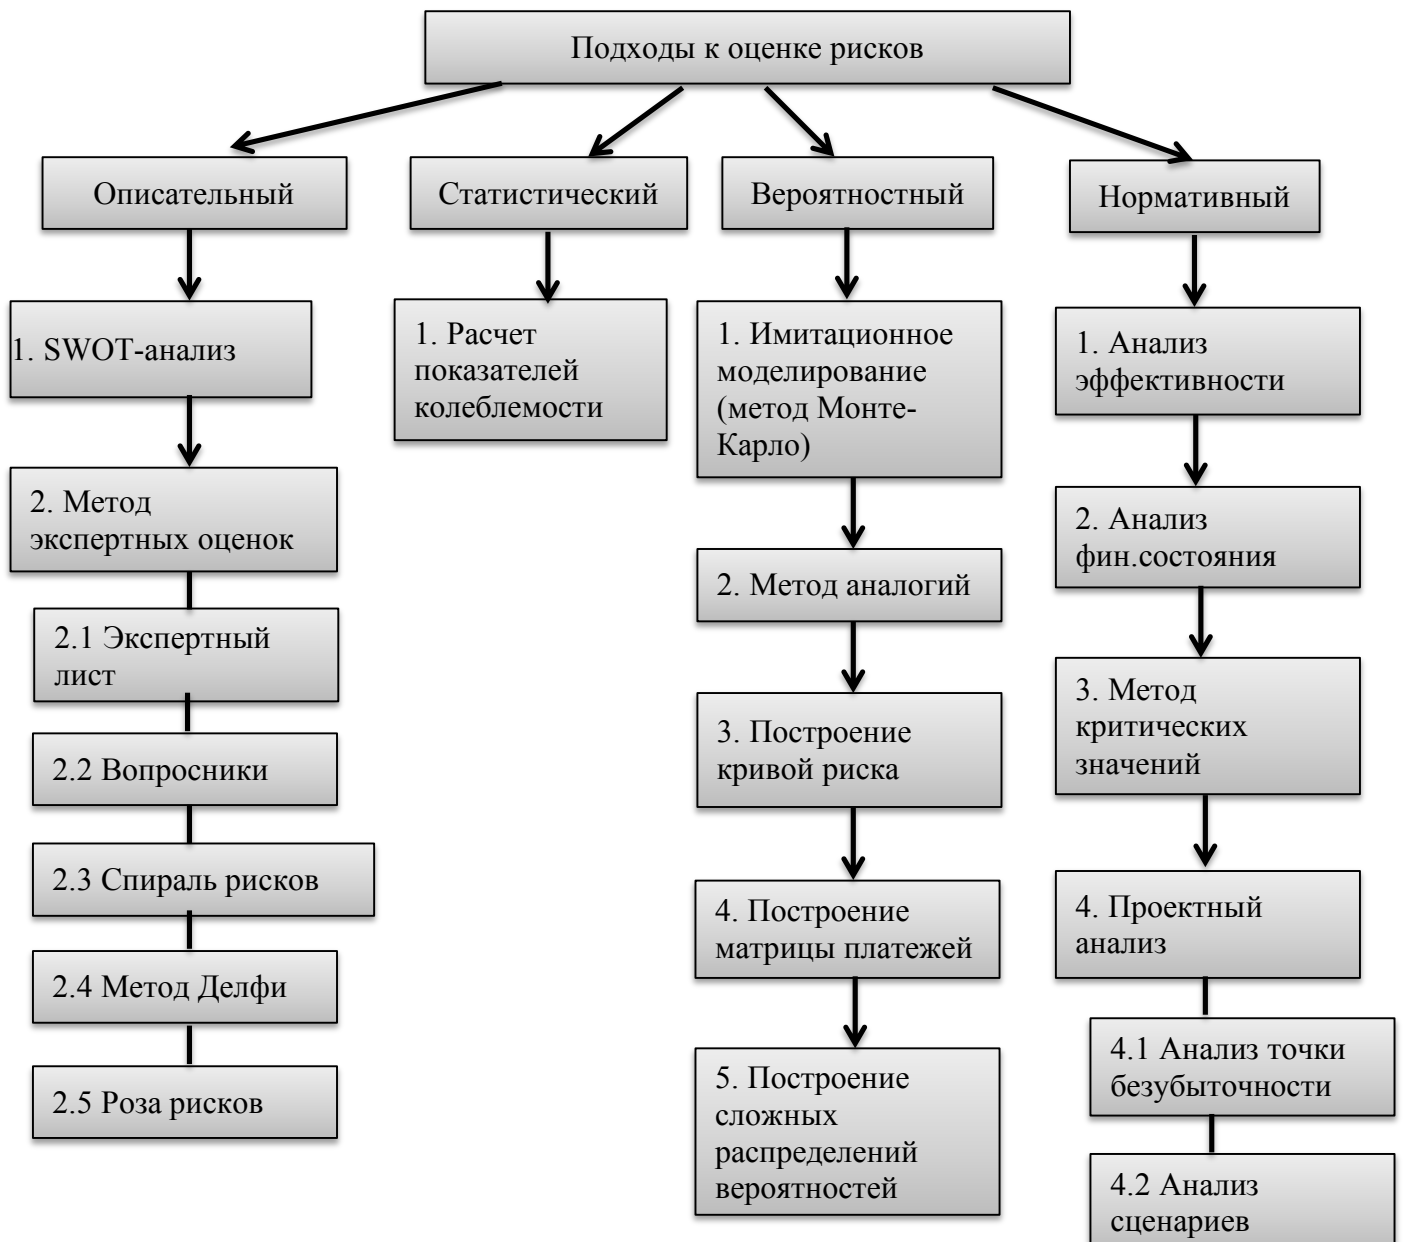 Подходы к оценке рисков
Описательный
Статистический
Вероятностный
Нормативный
1. SWOT-анализ
2. Метод
экспертных оценок
2.1 Экспертный
лист
2.2 Вопросники
2.3 Спираль рисков
2.4 Метод Делфи
2.5 Роза рисков
1. Расчет
показателей
колеблемости
1. Имитационное
моделирование
(метод Монте-
Карло)
2. Метод аналогий
3. Построение
кривой риска
4. Построение
матрицы платежей
5. Построение
сложных
распределений
вероятностей
1. Анализ
эффективности
2. Анализ
фин.состояния
3. Метод
критических
значений
4. Проектный
анализ
4.1 Анализ точки
безубыточности
4.2 Анализ
сценариев